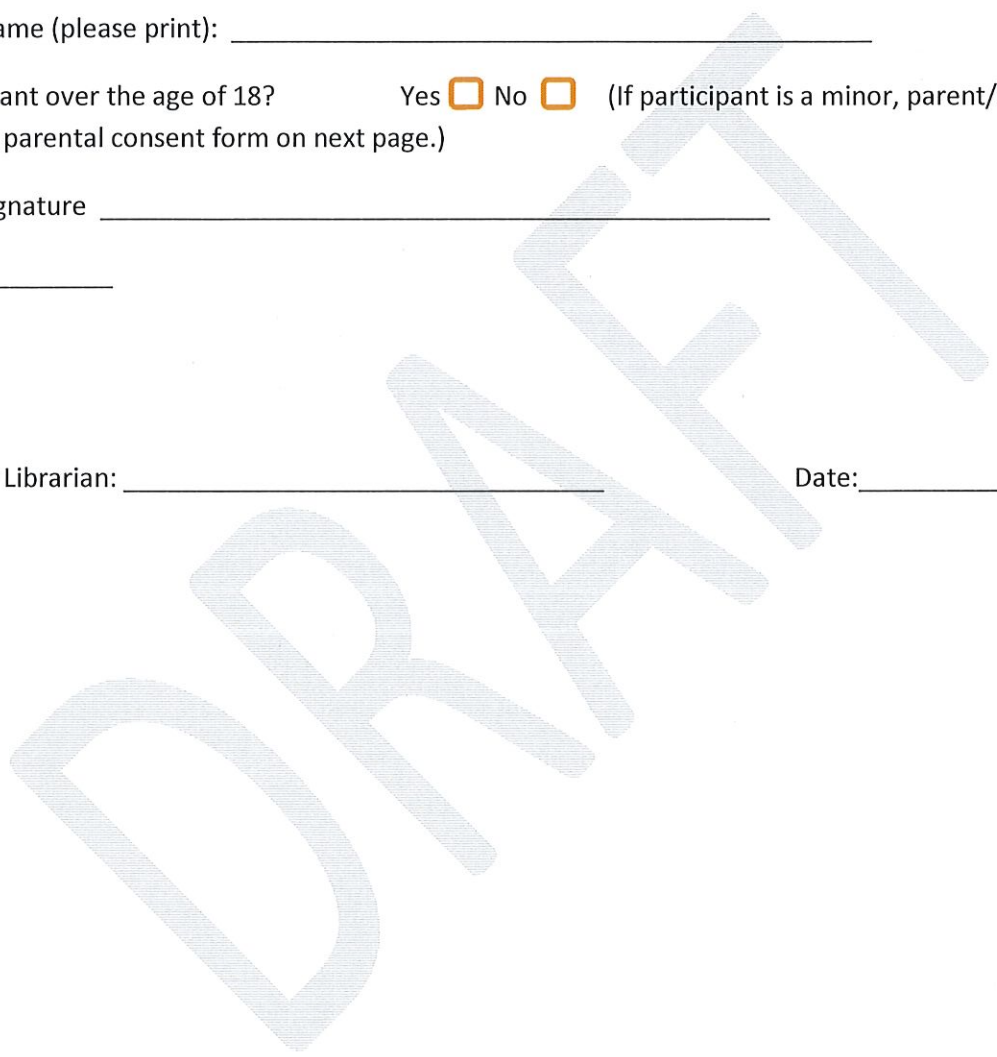 ame (please print):
ant over the age of 18? Yes No (If participant is a minor, parent/
parental consent form on next page.)
gnature
Librarian: Date:
DRAFT